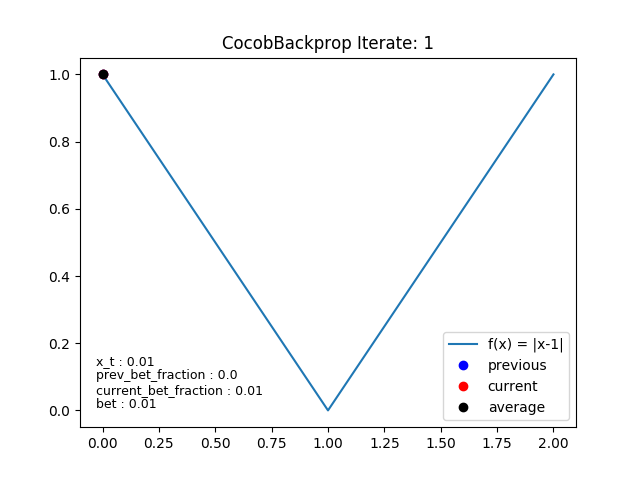 CocobBackprop Iterate: 1
1.0
0.8
0.6
0.4
0.2
0.0
x_t : 0.01
prev_bet_fraction : 0.0
current_bet_fraction : 0.01
bet : 0.01
f(x) = |x-1|
previous
current
average
0.00 0.25 0.50 0.75 1.00 1.25 1.50 1.75 2.00